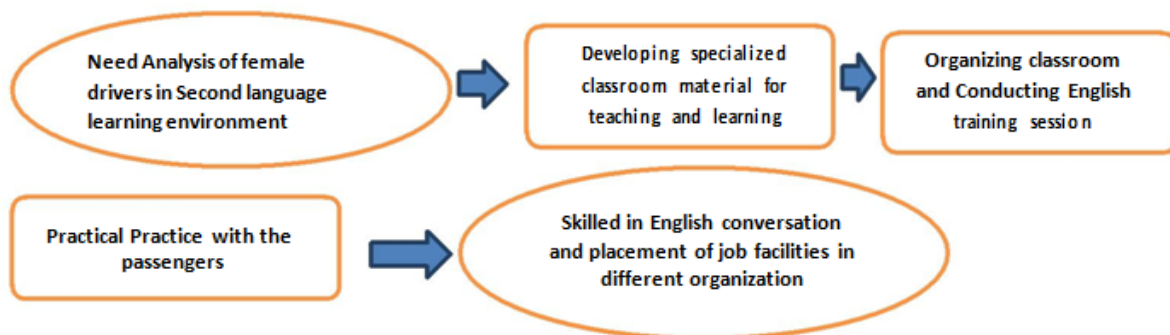 Need Analysis of female
drivers in Second language
learning environment
Developing specialized
classroom material for
teaching and learning
Organizing classroom
and Conducting English
training session
Practical Practice with the
passengers
Skilled in English conversation
and placement of job facilities in
different organization